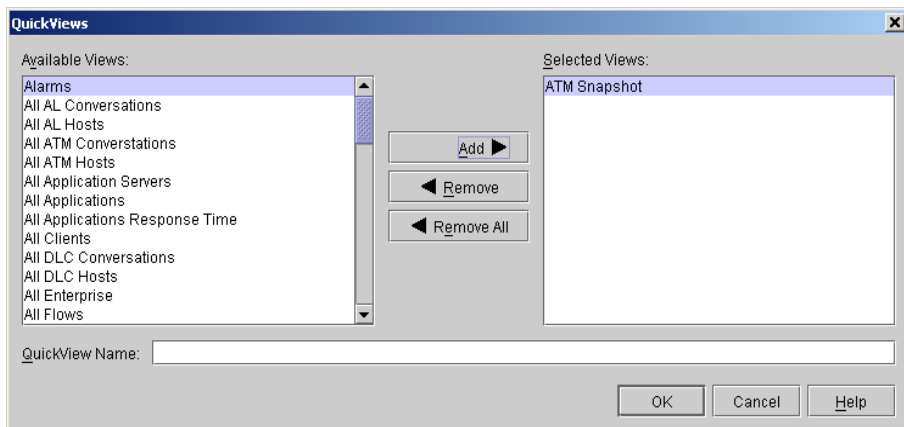 QuickViews
Available Views:
Selected Views:
Alarms
All AL Conversations
All AL Hosts
All ATM Converstations
All ATM Hosts
All Application Servers
All Applications
All Applications Response Time
All Clients
All DLC Conversations
All DLC Hosts
All Enterprise
All Flows
Add
Remove
Remove All
ATM Snapshot
QuickView Name:
OK
Cancel
Help